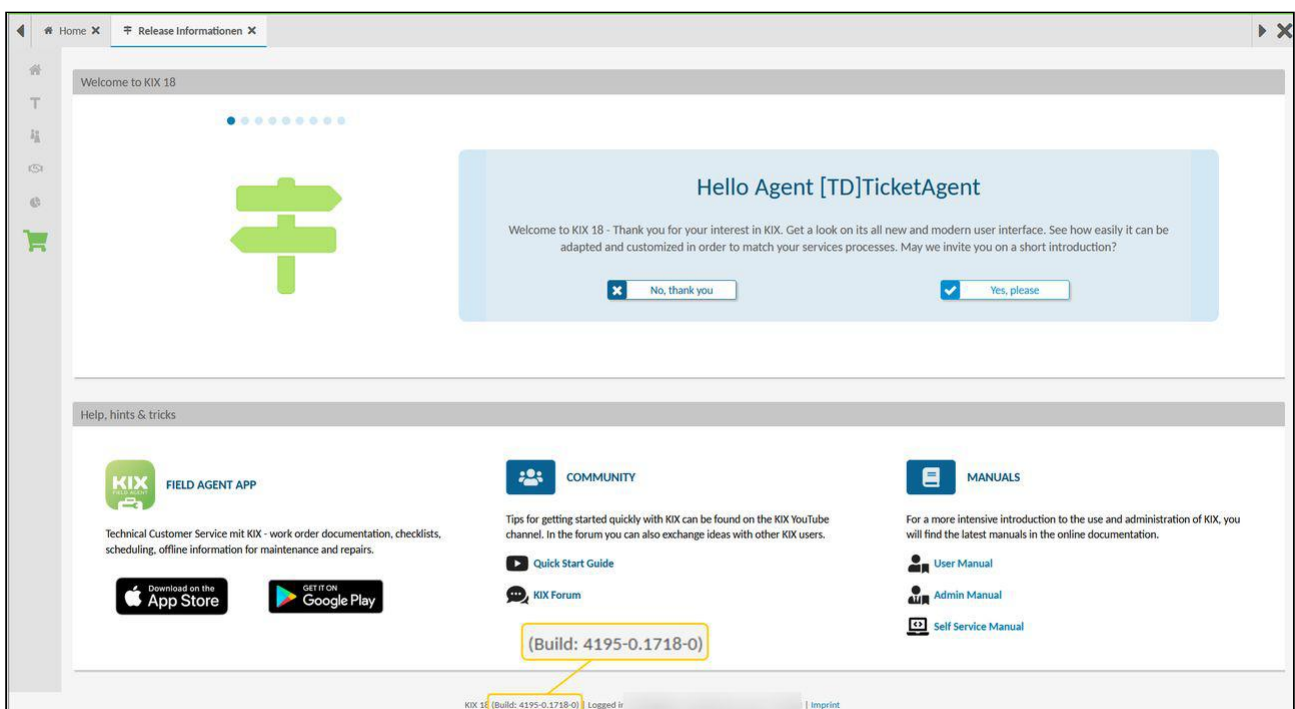 Home
Release Informationen
Welcome to KIX 18
T
Hello Agent [TD]TicketAgent
Welcome to KIX 18 - Thank you for your interest in KIX. Get a look on its all new and modern user interface. See how easily it can be
adapted and customized in order to match your services processes. May we invite you on a short introduction?
No, thank you
Yes, please
Help, hints & tricks
KIX
FIELD AGENT
FIELD AGENT APP
Technical Customer Service mit KIX - work order documentation, checklists,
scheduling, offline information for maintenance and repairs.
Download on the
App Store
GET IT ON
Google Play
COMMUNITY
Tips for getting started quickly with KIX can be found on the KIX YouTube
channel. In the forum you can also exchange ideas with other KIX users.
Quick Start Guide
KIX Forum
MANUALS
For a more intensive introduction to the use and administration of KIX, you
will find the latest manuals in the online documentation.
User Manual
Admin Manual
Self Service Manual
(Build: 4195-0.1718-0)
KIX 18 (Build: 4195-0.1718-0) | Logged in | Imprint